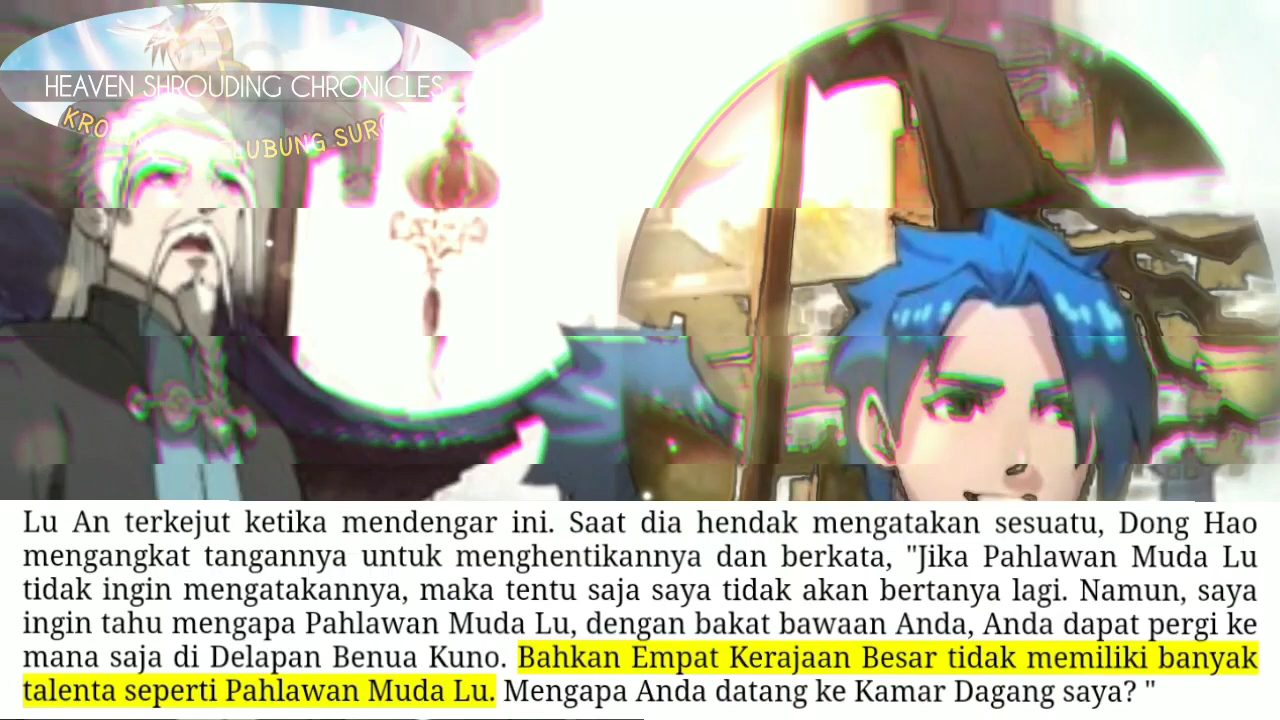 HEAVEN SHROUDING CHRONICLES
Lu An terkejut ketika mendengar ini. Saat dia hendak mengatakan sesuatu, Dong Hao
mengangkat tangannya untuk menghentikannya dan berkata, "Jika Pahlawan Muda Lu
tidak ingin mengatakannya, maka tentu saja saya tidak akan bertanya lagi. Namun, saya
ingin tahu mengapa Pahlawan Muda Lu, dengan bakat bawaan Anda, Anda dapat pergi ke
mana saja di Delapan Benua Kuno. Bahkan Empat Kerajaan Besar tidak memiliki banyak
talenta seperti Pahlawan Muda Lu. Mengapa Anda datang ke Kamar Dagang saya? "